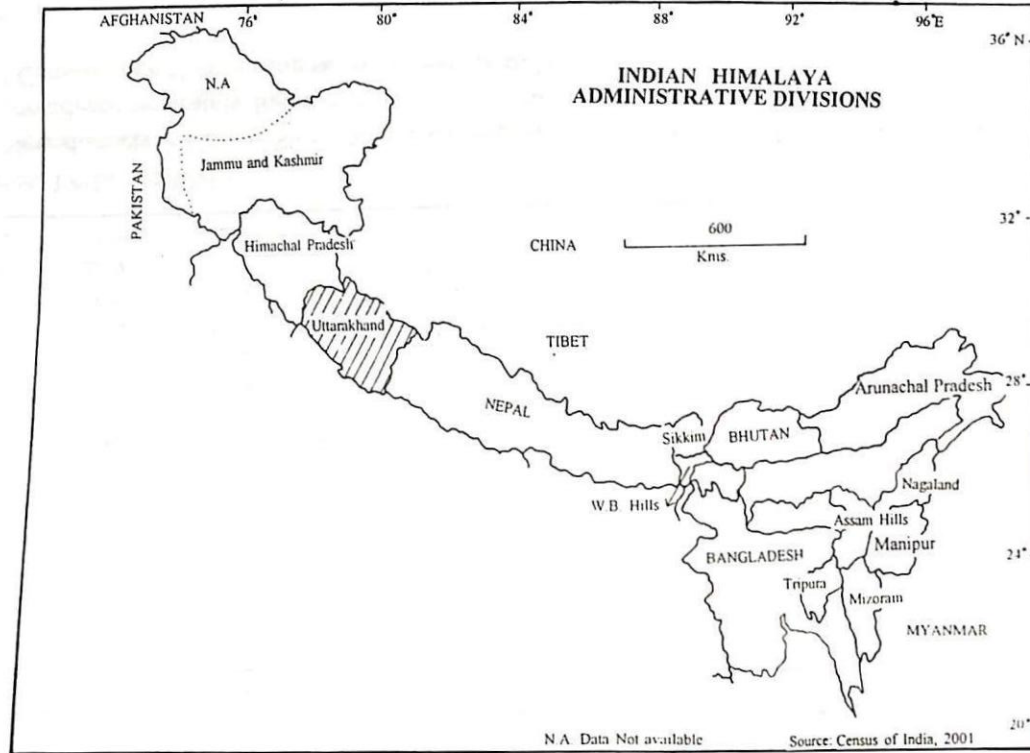 AFGHANISTAN
76°
80°
84°
88°
92°
96°E
36° N
INDIAN HIMALAYA
ADMINISTRATIVE DIVISIONS
N.A
Jammu and Kashmir
PAKISTAN
32°
600
Kms.
CHINA
Himachal Pradesh
Uttarakhand
TIBET
28°
Arunachal Pradesh
NEPAL
Sikkim
BHUTAN
Nagaland
W.B. Hills
Assam Hills
Manipur
24°
BANGLADESH
Tripura
Mizoram
MYANMAR
20°
N.A. Data Not available
Source: Census of India, 2001